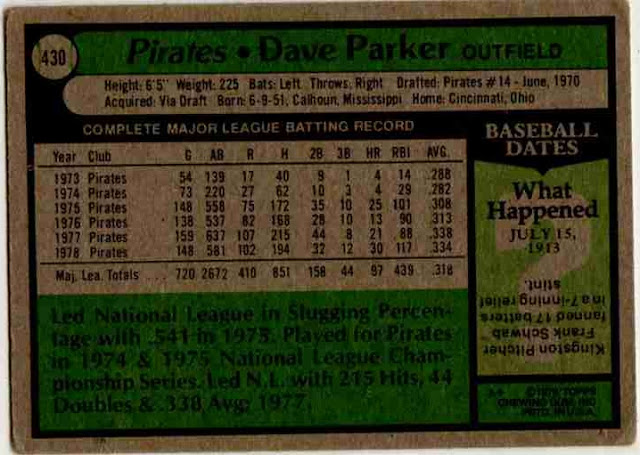 430
Pirates • Dave Parker OUTFIELD
Height: 6'5" Weight: 225 Bats: Left Throws, Right Drafted: Pirates #14 - June, 1970
Acquired: Via Draft Born: 6-9-51, Calhoun, Mississippi Home: Cincinnati, Ohio
COMPLETE MAJOR LEAGUE BATTING RECORD
Year Club G AB R H 2B 3B HR RBI AVG.
1973 Pirates 54 139 17 40 9 1 4 14 .288
1974 Pirates 73 220 27 62 10 3 4 29 .282
1975 Pirates 148 558 75 172 35 10 25 101 .308
1976 Pirates 138 537 82 168 28 10 13 90 .313
1977 Pirates 159 637 107 215 44 8 21 88 .338
1978 Pirates 148 581 102 194 32 12 30 117 .334
Maj. Lea. Totals . . . 720 2672 410 851 158 44 97 439 .318
Led National League in Slugging Percen-
tage with .541 in 1975. Played for Pirates
in 1974 & 1975 National League Cham-
pionship Series. Led N.L. with 215 Hits, 44
Doubles & .338 Avg; 1977.
BASEBALL
DATES
What
Happened
JULY 15,
1913
?
Kingston Pitcher
Frank Schwab
fanned 17 batters
in a 7-inning relief
stint.
TOPPS
CHEWING GUM, INC.
PRTD. IN U.S.A.